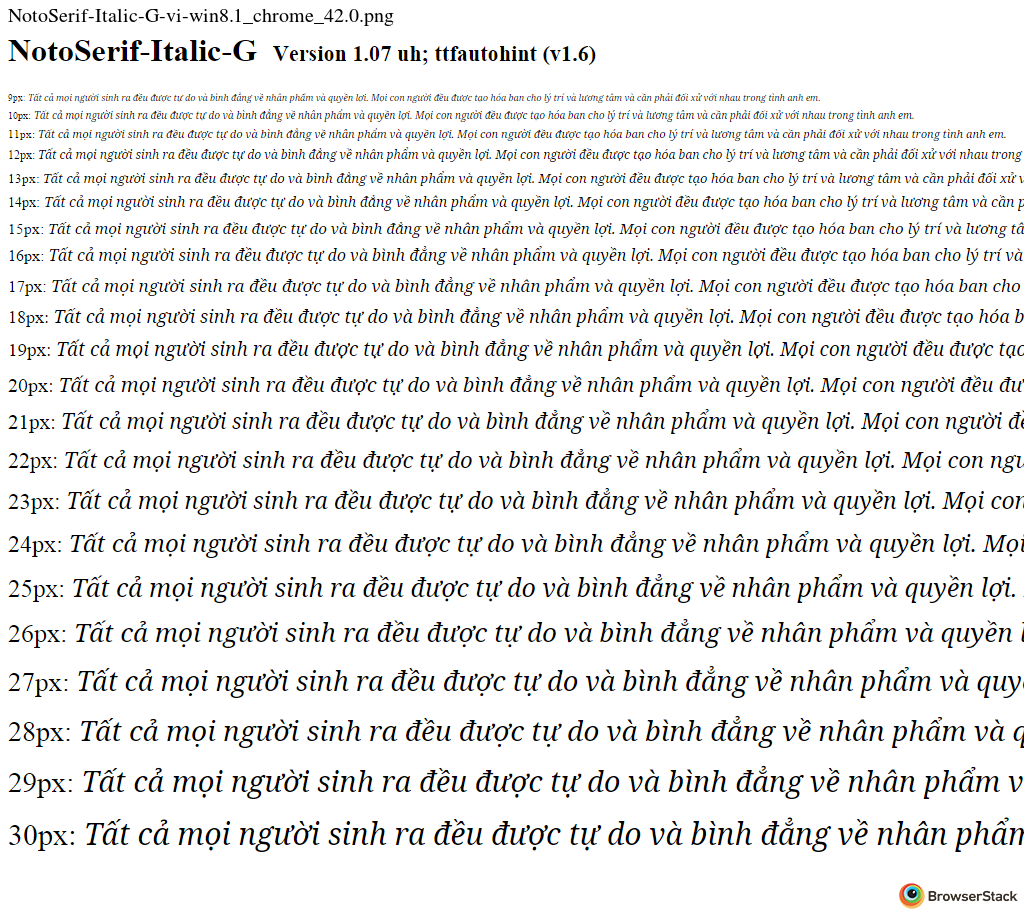 NotoSerif-Italic-G-vi-win8.1_chrome_42.0.png
NotoSerif-Italic-G Version 1.07 uh; ttfautohint (v1.6)
9px: Tất cả mọi người sinh ra đều được tự do và bình đẳng về nhân phẩm và quyền lợi. Mọi con người đều được tạo hóa ban cho lý trí và lương tâm và cần phải đối xử với nhau trong tình anh em.
10px: Tất cả mọi người sinh ra đều được tự do và bình đẳng về nhân phẩm và quyền lợi. Mọi con người đều được tạo hóa ban cho lý trí và lương tâm và cần phải đối xử với nhau trong tình anh em.
11px: Tất cả mọi người sinh ra đều được tự do và bình đẳng về nhân phẩm và quyền lợi. Mọi con người đều được tạo hóa ban cho lý trí và lương tâm và cần phải đối xử với nhau trong tình anh em.
12px: Tất cả mọi người sinh ra đều được tự do và bình đẳng về nhân phẩm và quyền lợi. Mọi con người đều được tạo hóa ban cho lý trí và lương tâm và cần phải đối xử với nhau trong
13px: Tất cả mọi người sinh ra đều được tự do và bình đẳng về nhân phẩm và quyền lợi. Mọi con người đều được tạo hóa ban cho lý trí và lương tâm và cần phải đối xử v
14px: Tất cả mọi người sinh ra đều được tự do và bình đẳng về nhân phẩm và quyền lợi. Mọi con người đều được tạo hóa ban cho lý trí và lương tâm và cần p
15px: Tất cả mọi người sinh ra đều được tự do và bình đẳng về nhân phẩm và quyền lợi. Mọi con người đều được tạo hóa ban cho lý trí và lương tâ
16px: Tất cả mọi người sinh ra đều được tự do và bình đẳng về nhân phẩm và quyền lợi. Mọi con người đều được tạo hóa ban cho lý trí và
17px: Tất cả mọi người sinh ra đều được tự do và bình đẳng về nhân phẩm và quyền lợi. Mọi con người đều được tạo hóa ban cho
18px: Tất cả mọi người sinh ra đều được tự do và bình đẳng về nhân phẩm và quyền lợi. Mọi con người đều được tạo hóa b
19px: Tất cả mọi người sinh ra đều được tự do và bình đẳng về nhân phẩm và quyền lợi. Mọi con người đều được tạo
20px: Tất cả mọi người sinh ra đều được tự do và bình đẳng về nhân phẩm và quyền lợi. Mọi con người đều đư
21px: Tất cả mọi người sinh ra đều được tự do và bình đẳng về nhân phẩm và quyền lợi. Mọi con người đề
22px: Tất cả mọi người sinh ra đều được tự do và bình đẳng về nhân phẩm và quyền lợi. Mọi con ngư
23px: Tất cả mọi người sinh ra đều được tự do và bình đẳng về nhân phẩm và quyền lợi. Mọi con
24px: Tất cả mọi người sinh ra đều được tự do và bình đẳng về nhân phẩm và quyền lợi. Mọi
25px: Tất cả mọi người sinh ra đều được tự do và bình đẳng về nhân phẩm và quyền lợi.
26px: Tất cả mọi người sinh ra đều được tự do và bình đẳng về nhân phẩm và quyền l
27px: Tất cả mọi người sinh ra đều được tự do và bình đẳng về nhân phẩm và quy
28px: Tất cả mọi người sinh ra đều được tự do và bình đẳng về nhân phẩm và q
29px: Tất cả mọi người sinh ra đều được tự do và bình đẳng về nhân phẩm v
30px: Tất cả mọi người sinh ra đều được tự do và bình đẳng về nhân phẩm
BrowserStack